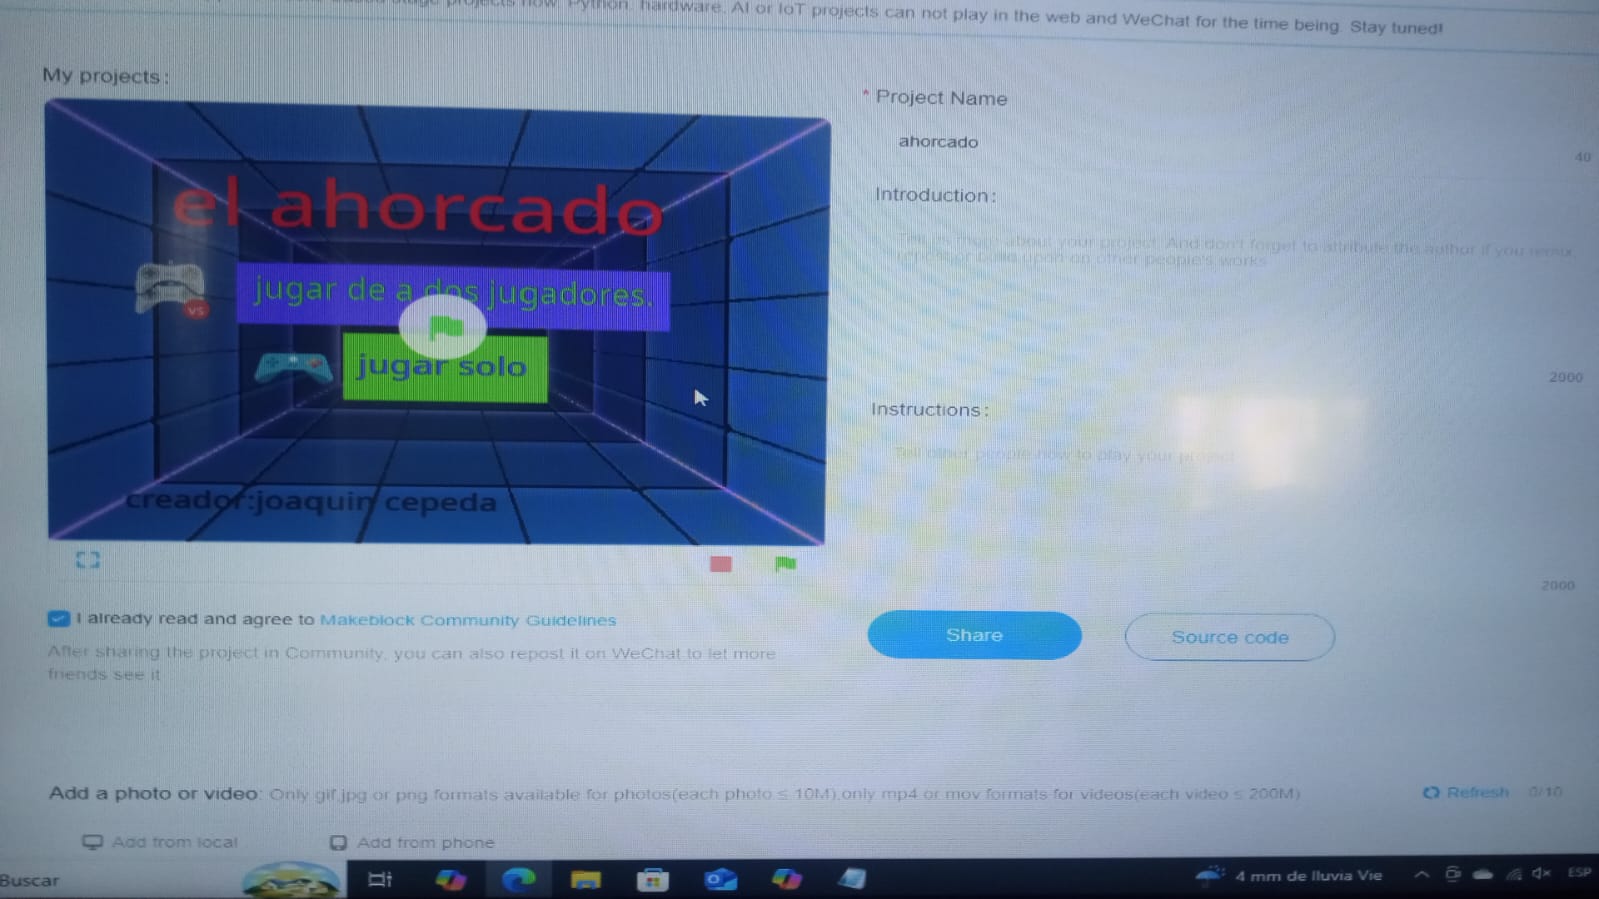 projects now. Python, hardware, AI or IoT projects can not play in the web and WeChat for the time being. Stay tuned!
My projects:
el ahorcado
jugar de a dos jugadores.
VS
jugar solo
creador:joaquin cepeda
* Project Name
ahorcado
40
Introduction:
Tell us more about your project. And don't forget to attribute the author if you remix,
or build upon on other people's works
2000
Instructions:
Tell other people how to play your project
2000
I already read and agree to Makeblock Community Guidelines
After sharing the project in Community, you can also repost it on WeChat to let more
friends see it
Share
Source code
Add a photo or video: Only gif,jpg or png formats available for photos(each photo ≤ 10M),only mp4 or mov formats for videos(each video ≤ 200M)
Refresh 0/10
Add from local
Add from phone
Buscar
4 mm de lluvia Vie
ESP